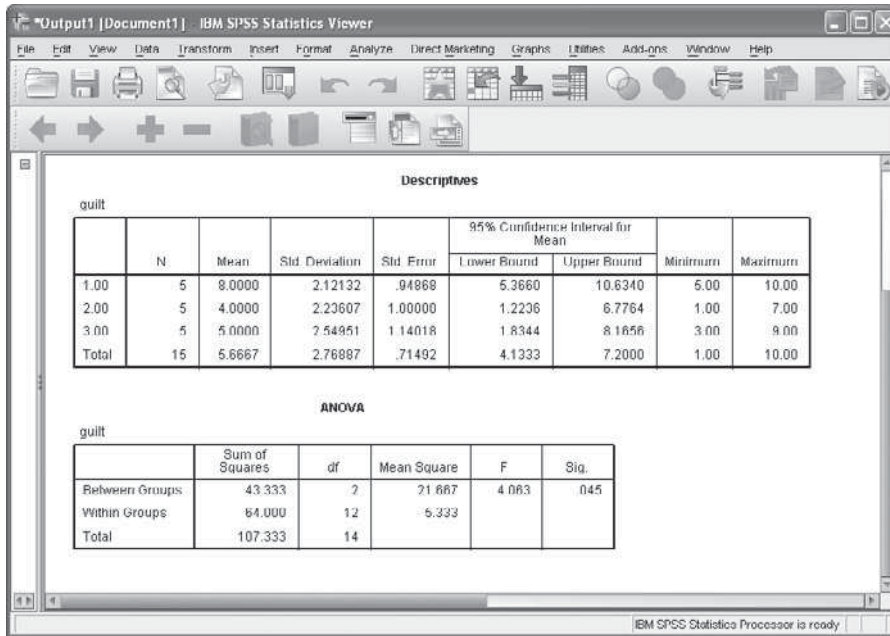 *Output1 [Document1] - IBM SPSS Statistics Viewer
File Edit View Data Transform Insert Format Analyze Direct Marketing Graphs Utilities Add-ons Window Help
Descriptives
guilt
N Mean Std. Deviation Std. Error 95% Confidence Interval for Mean Minimum Maximum
Lower Bound Upper Bound
1.00 5 8.0000 2.12132 .94868 5.3660 10.6340 5.00 10.00
2.00 5 4.0000 2.23607 1.00000 1.2236 6.7764 1.00 7.00
3.00 5 5.0000 2.54951 1.14018 1.8344 8.1656 3.00 9.00
Total 15 5.6667 2.76887 .71492 4.1333 7.2000 1.00 10.00
ANOVA
guilt
Sum of Squares df Mean Square F Sig.
Between Groups 43.333 2 21.667 4.063 .045
Within Groups 64.000 12 5.333
Total 107.333 14
IBM SPSS Statistics Processor is ready